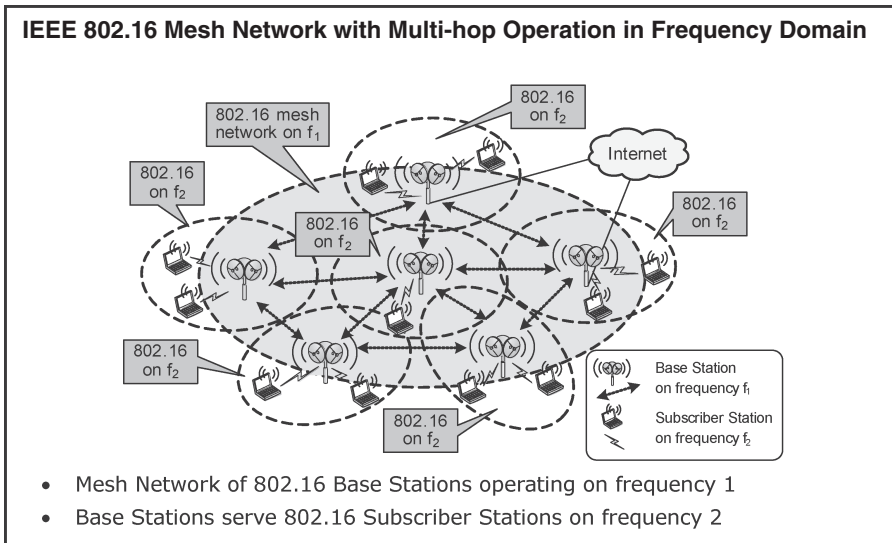 IEEE 802.16 Mesh Network with Multi-hop Operation in Frequency Domain
802.16
on f2
802.16 mesh
network on f1
Internet
802.16
on f2
802.16
on f2
802.16
on f2
802.16
on f2
802.16
on f2
Base Station
on frequency f1
Subscriber Station
on frequency f2
• Mesh Network of 802.16 Base Stations operating on frequency 1
• Base Stations serve 802.16 Subscriber Stations on frequency 2